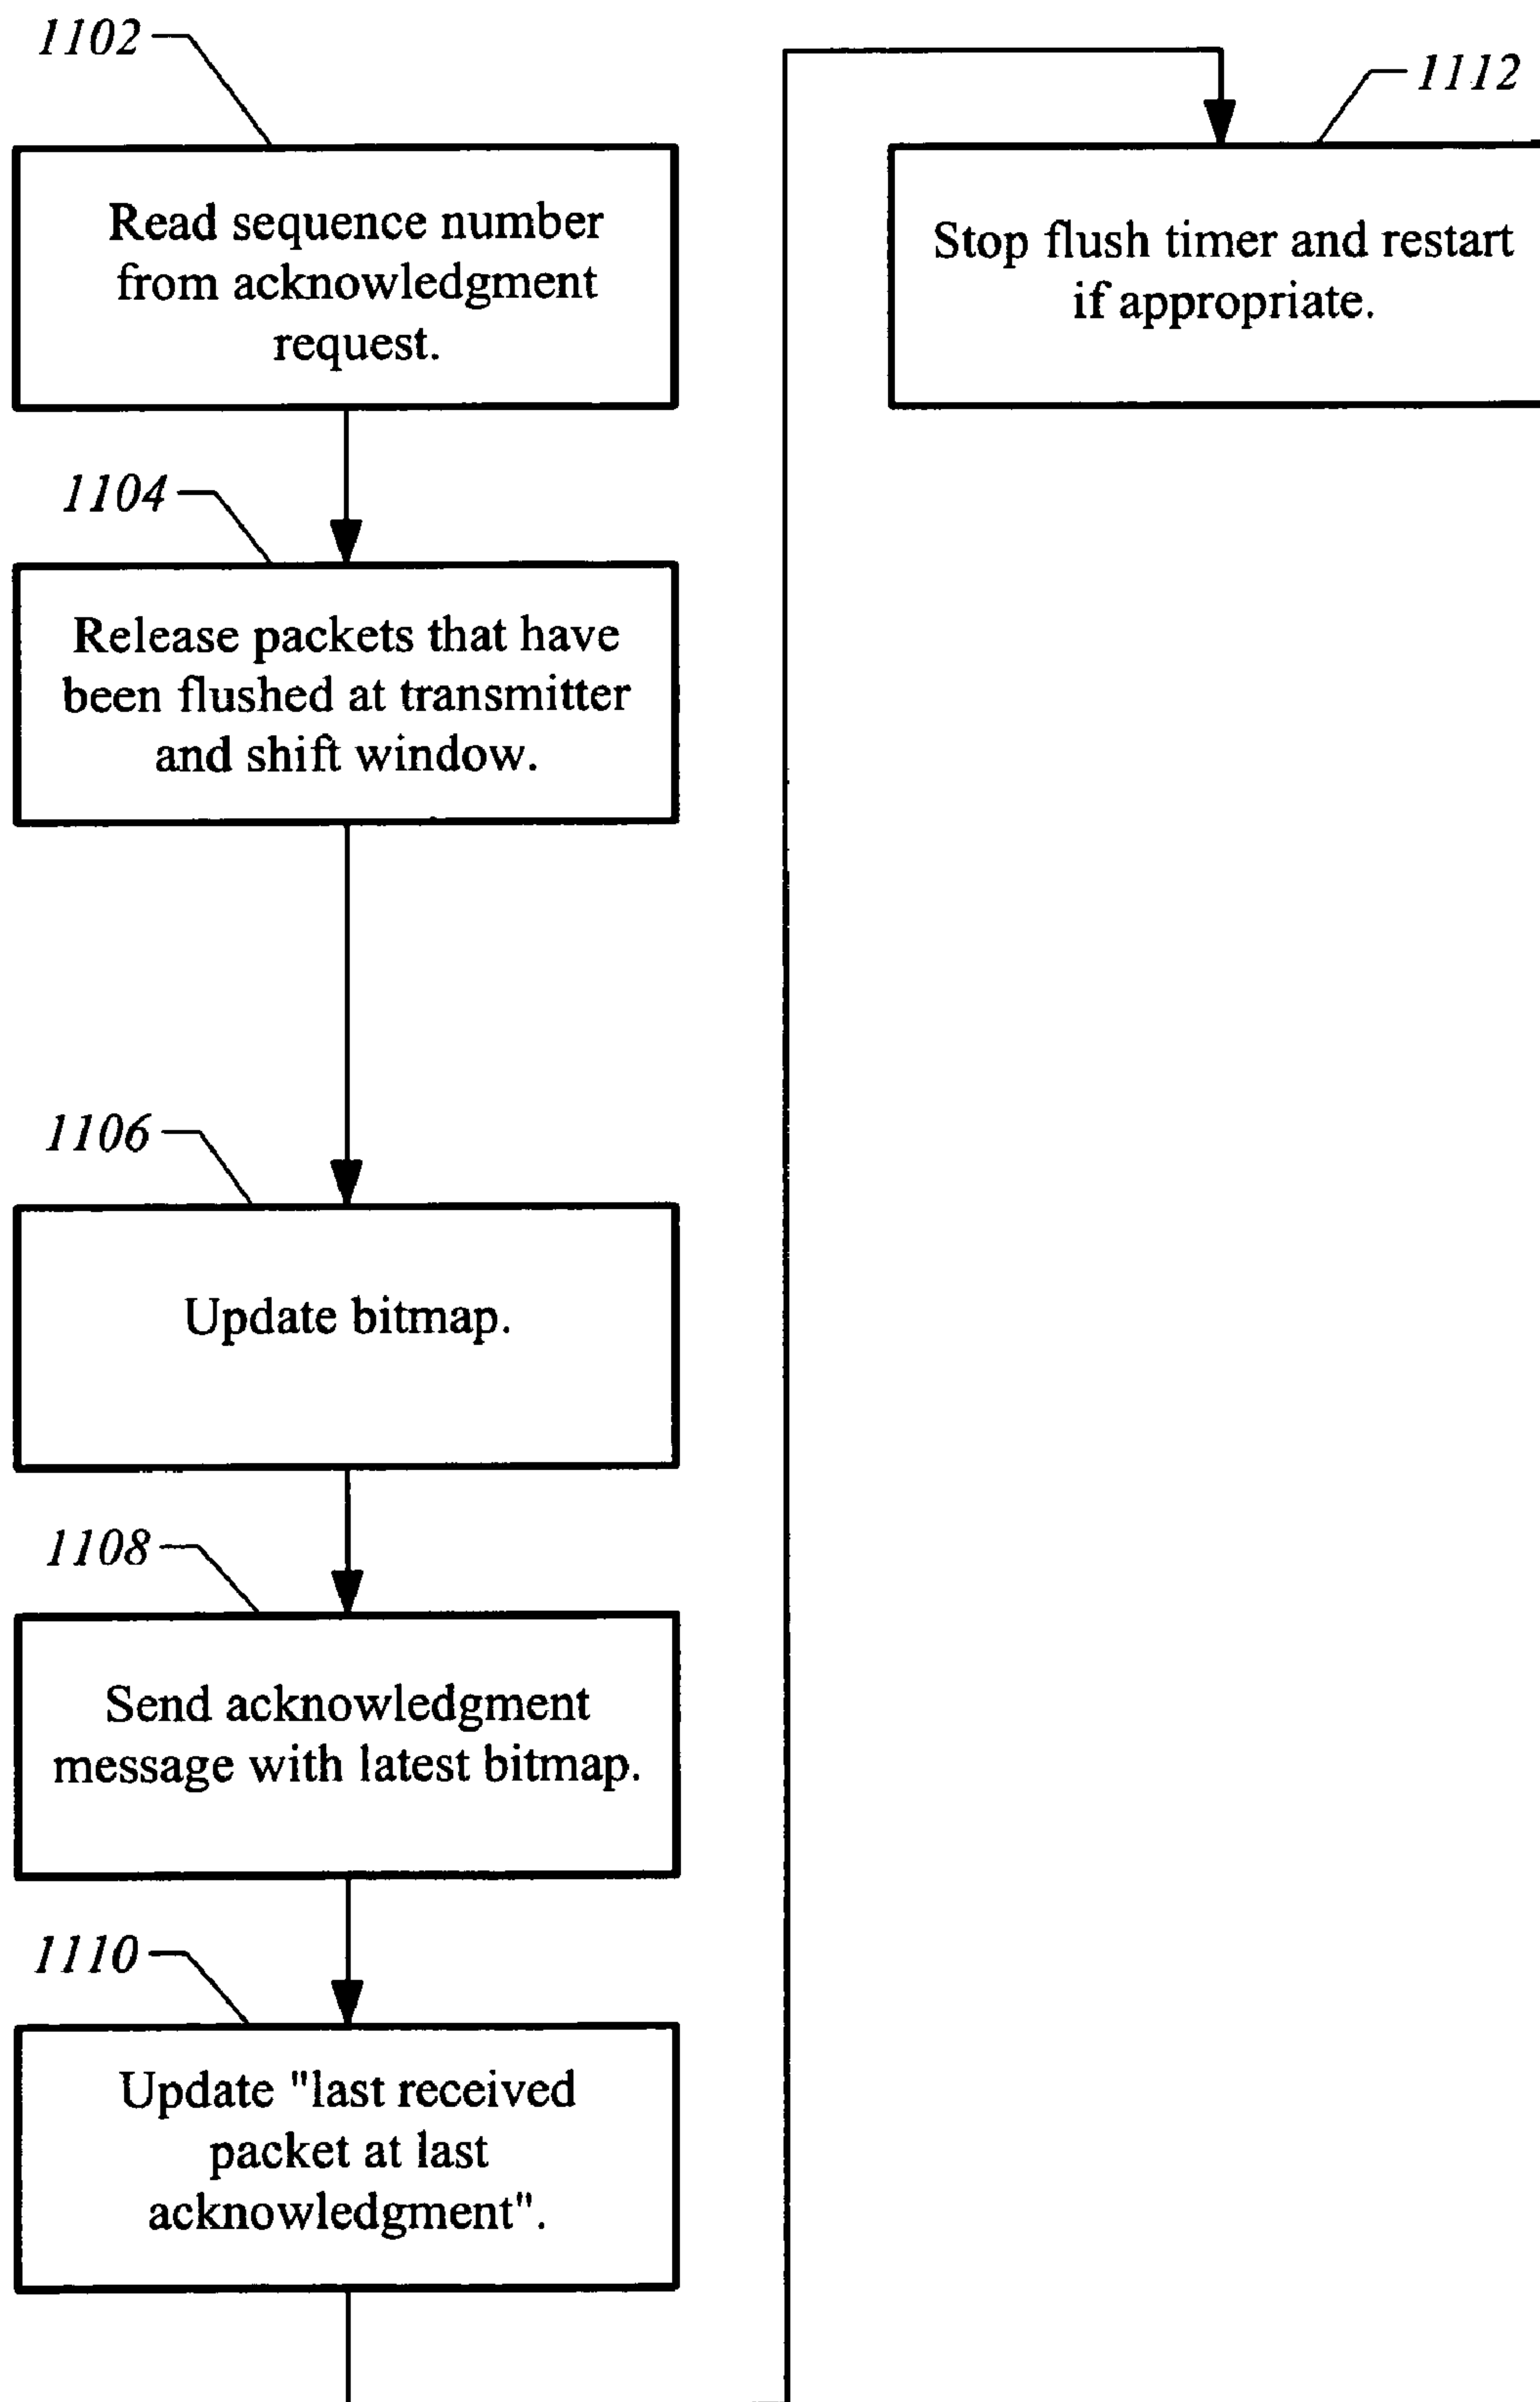 1102
Read sequence number
from acknowledgment
request.
1104
Release packets that have
been flushed at transmitter
and shift window.
1106
Update bitmap.
1108
Send acknowledgment
message with latest bitmap.
1110
Update "last received
packet at last
acknowledgment".
1112
Stop flush timer and restart
if appropriate.